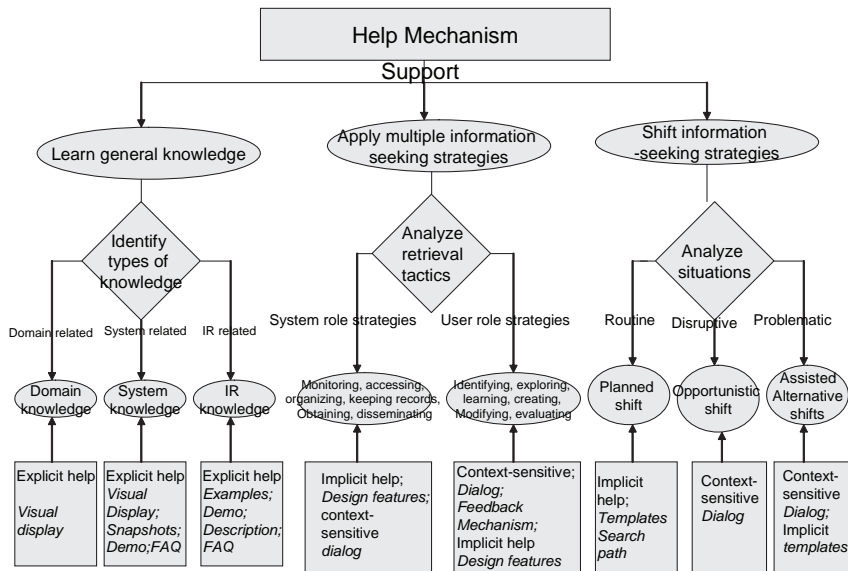 Help Mechanism
Support
Learn general knowledge
Apply multiple information
seeking strategies
Shift information
-seeking strategies
Identify
types of
knowledge
Analyze
retrieval
tactics
Analyze
situations
Domain related
System related
IR related
System role strategies
User role strategies
Routine
Disruptive
Problematic
Domain
knowledge
System
knowledge
IR
knowledge
Monitoring, accessing,
organizing, keeping records,
Obtaining, disseminating
Identifying, exploring,
learning, creating,
Modifying, evaluating
Planned
shift
Opportunistic
shift
Assisted
Alternative
shifts
Explicit help
Visual
display
Explicit help
Visual
Display;
Snapshots;
Demo;FAQ
Explicit help
Examples;
Demo;
Description;
FAQ
Implicit help;
Design features;
context-
sensitive
dialog
Context-sensitive;
Dialog;
Feedback
Mechanism;
Implicit help
Design features
Implicit
help;
Templates
Search
path
Context-
sensitive
Dialog
Context-
sensitive
Dialog;
Implicit
templates